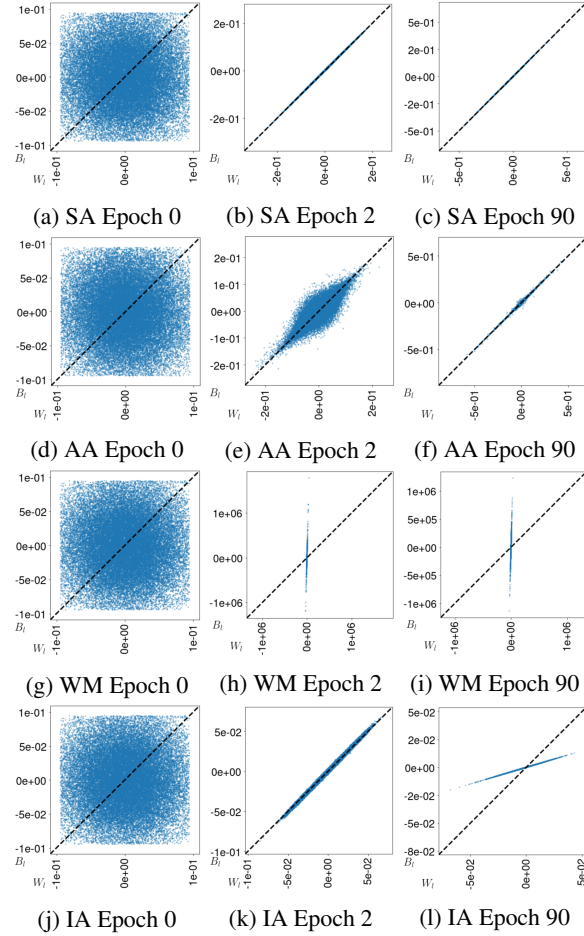 1e-01
5e-02
0e+00
-5e-02
-1e-01
B_l
W_l
-1e-01 0e+00 1e-01
2e-01
0e+00
-2e-01
B_l
W_l
-2e-01 0e+00 2e-01
5e-01
2e-01
0e+00
-2e-01
-5e-01
B_l
W_l
-5e-01 0e+00 5e-01
(a) SA Epoch 0
(b) SA Epoch 2
(c) SA Epoch 90
1e-01
5e-02
0e+00
-5e-02
-1e-01
B_l
W_l
-1e-01 0e+00 1e-01
2e-01
1e-01
0e+00
-1e-01
-2e-01
B_l
W_l
-2e-01 0e+00 2e-01
5e-01
0e+00
-5e-01
B_l
W_l
-5e-01 0e+00 5e-01
(d) AA Epoch 0
(e) AA Epoch 2
(f) AA Epoch 90
1e-01
5e-02
0e+00
-5e-02
-1e-01
B_l
W_l
-1e-01 0e+00 1e-01
1e+06
0e+00
-1e+06
B_l
W_l
-1e+06 0e+00 1e+06
1e+06
5e+05
0e+00
-5e+05
-1e+06
B_l
W_l
-1e+06 0e+00 1e+06
(g) WM Epoch 0
(h) WM Epoch 2
(i) WM Epoch 90
1e-01
5e-02
0e+00
-5e-02
-1e-01
B_l
W_l
-1e-01 0e+00 1e-01
1e-01
5e-02
0e+00
-5e-02
-1e-01
B_l
W_l
-5e-02 0e+00 5e-02
5e-02
2e-02
0e+00
-2e-02
-5e-02
-8e-02
B_l
W_l
-5e-02 0e+00 5e-02
(j) IA Epoch 0
(k) IA Epoch 2
(l) IA Epoch 90